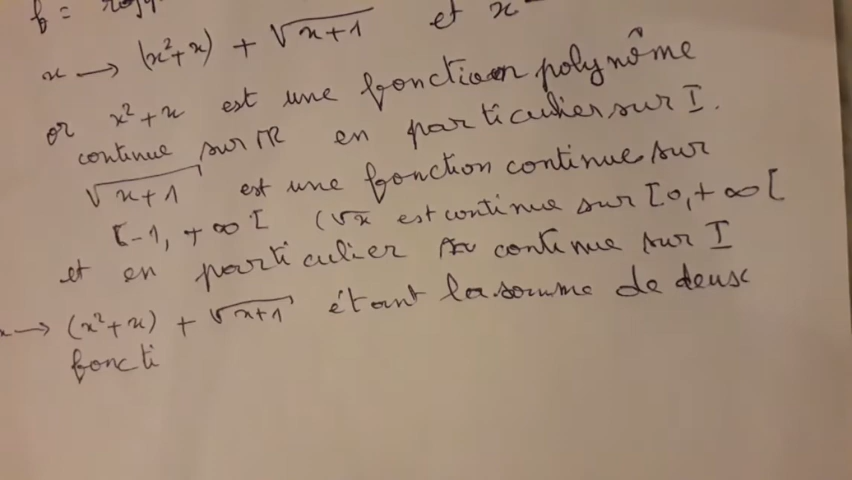 f =
x → (x²+x) + √x+1 et x
or x²+x est une fonction polynôme
continue sur ℝ en particulier sur I.
√x+1 est une fonction continue sur
[-1, +∞[ (√x est continue sur [0, +∞[
et en particulier continue sur I
x → (x²+x) + √x+1 étant la somme de deux
foncti